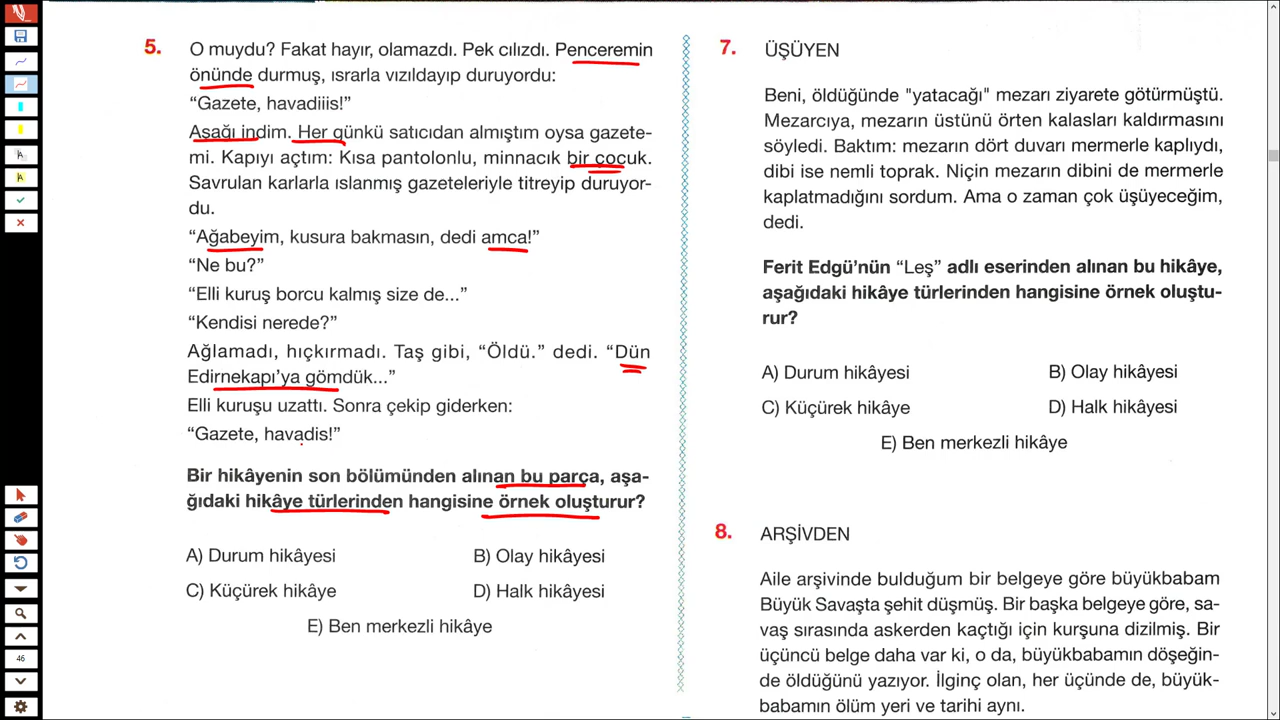 5.
O muydu? Fakat hayır, olamazdı. Pek cılızdı. Penceremin
önünde durmuş, ısrarla vızıldayıp duruyordu:
“Gazete, havadiiis!”
Aşağı indim. Her günkü satıcıdan almıştım oysa gazete-
mi. Kapıyı açtım: Kısa pantolonlu, minnacık bir çocuk.
Savrulan karlarla ıslanmış gazeteleriyle titreyip duruyor-
du.
“Ağabeyim, kusura bakmasın, dedi amca!”
“Ne bu?”
“Elli kuruş borcu kalmış size de...”
“Kendisi nerede?”
Ağlamadı, hıçkırmadı. Taş gibi, “Öldü.” dedi. “Dün
Edirnekapı’ya gömdük...”
Elli kuruşu uzattı. Sonra çekip giderken:
“Gazete, havadis!”
Bir hikâyenin son bölümünden alınan bu parça, aşa-
ğıdaki hikâye türlerinden hangisine örnek oluşturur?
A) Durum hikâyesi
B) Olay hikâyesi
C) Küçürek hikâye
D) Halk hikâyesi
E) Ben merkezli hikâye
7.
ÜŞÜYEN
Beni, öldüğünde "yatacağı" mezarı ziyarete götürmüştü.
Mezarcıya, mezarın üstünü örten kalasları kaldırmasını
söyledi. Baktım: mezarın dört duvarı mermerle kaplıydı,
dibi ise nemli toprak. Niçin mezarın dibini de mermerle
kaplatmadığını sordum. Ama o zaman çok üşüyeceğim,
dedi.
Ferit Edgü’nün “Leş” adlı eserinden alınan bu hikâye,
aşağıdaki hikâye türlerinden hangisine örnek oluştu-
rur?
A) Durum hikâyesi
B) Olay hikâyesi
C) Küçürek hikâye
D) Halk hikâyesi
E) Ben merkezli hikâye
8.
ARŞİVDEN
Aile arşivinde bulduğum bir belgeye göre büyükbabam
Büyük Savaşta şehit düşmüş. Bir başka belgeye göre, sa-
vaş sırasında askerden kaçtığı için kurşuna dizilmiş. Bir
üçüncü belge daha var ki, o da, büyükbabamın döşeğin-
de öldüğünü yazıyor. İlginç olan, her üçünde de, büyük-
babamın ölüm yeri ve tarihi aynı.
A
A
46